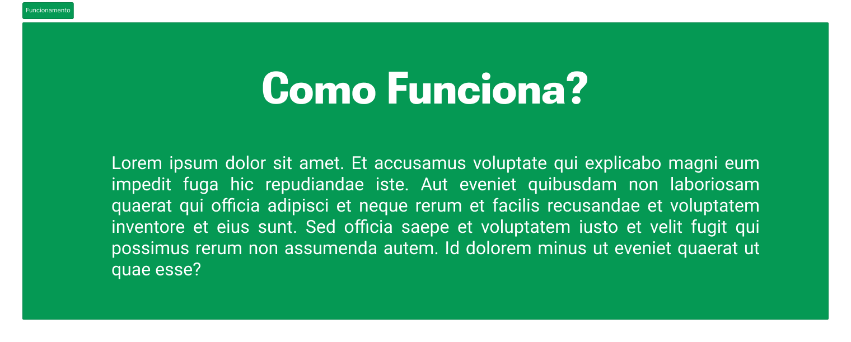 Funcionamento
Como Funciona?
Lorem ipsum dolor sit amet. Et accusamus voluptate qui explicabo magni eum
impedit fuga hic repudiandae iste. Aut eveniet quibusdam non laboriosam
quaerat qui officia adipisci et neque rerum et facilis recusandae et voluptatem
inventore et eius sunt. Sed officia saepe et voluptatem iusto et velit fugit qui
possimus rerum non assumenda autem. Id dolorem minus ut eveniet quaerat ut
quae esse?